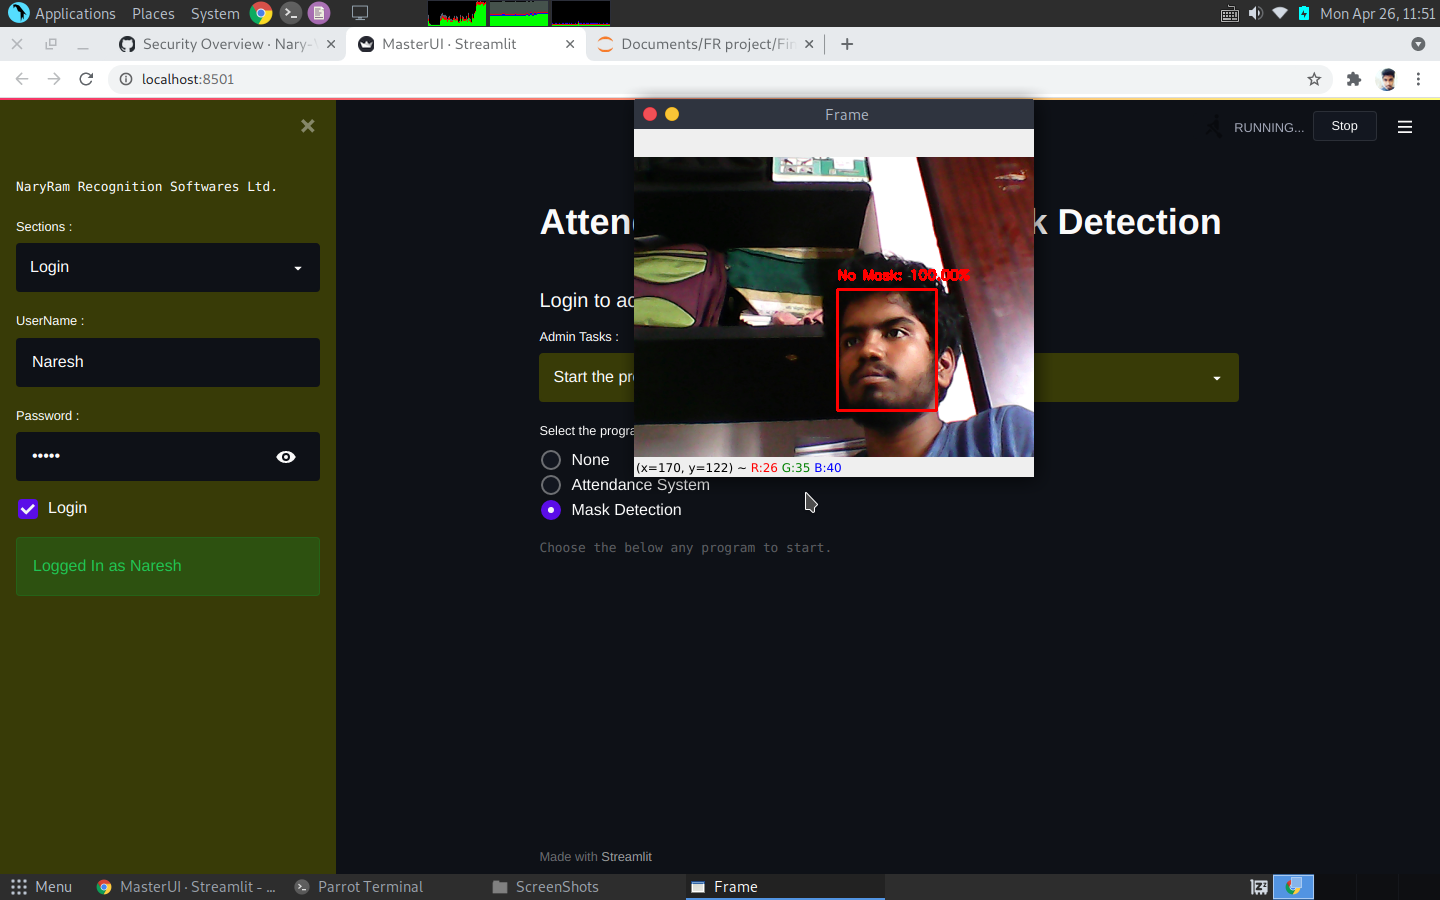 Applications Places System
Mon Apr 26, 11:51
Security Overview · Nary-
MasterUI · Streamlit
Documents/FR project/Fin
localhost:8501
NaryRam Recognition Softwares Ltd.
Sections :
Login
UserName :
Naresh
Password :
•••••
Login
Logged In as Naresh
Frame
RUNNING...
Stop
Atten
k Detection
No Mask: 100.00%
Login to ac
Admin Tasks :
Start the pr
Select the progra
(x=170, y=122) ~ R:26 G:35 B:40
None
Attendance System
Mask Detection
Choose the below any program to start.
Made with Streamlit
Menu
MasterUI · Streamlit - ...
Parrot Terminal
ScreenShots
Frame